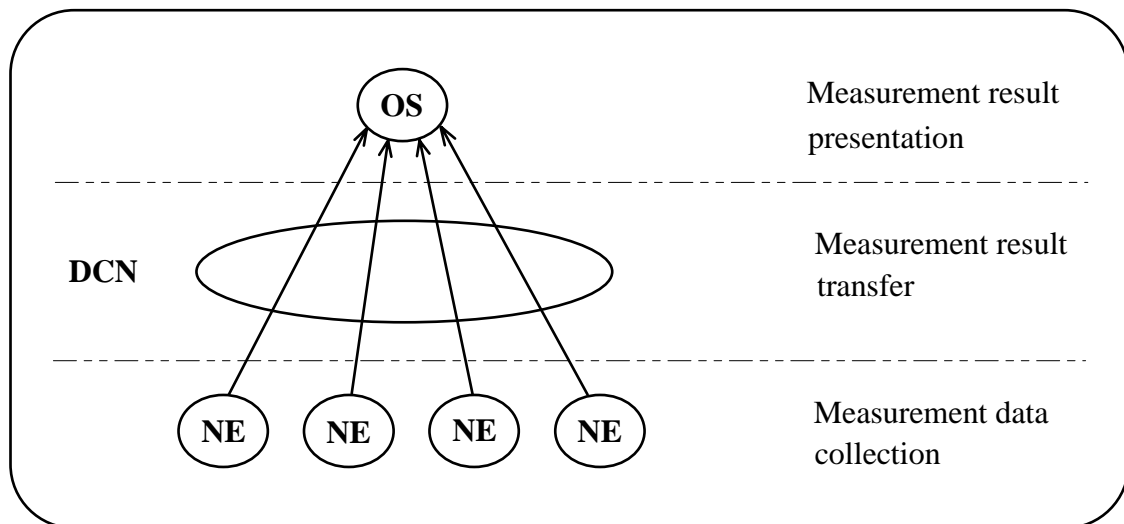 OS
Measurement result
presentation
DCN
Measurement result
transfer
NE NE NE NE
Measurement data
collection